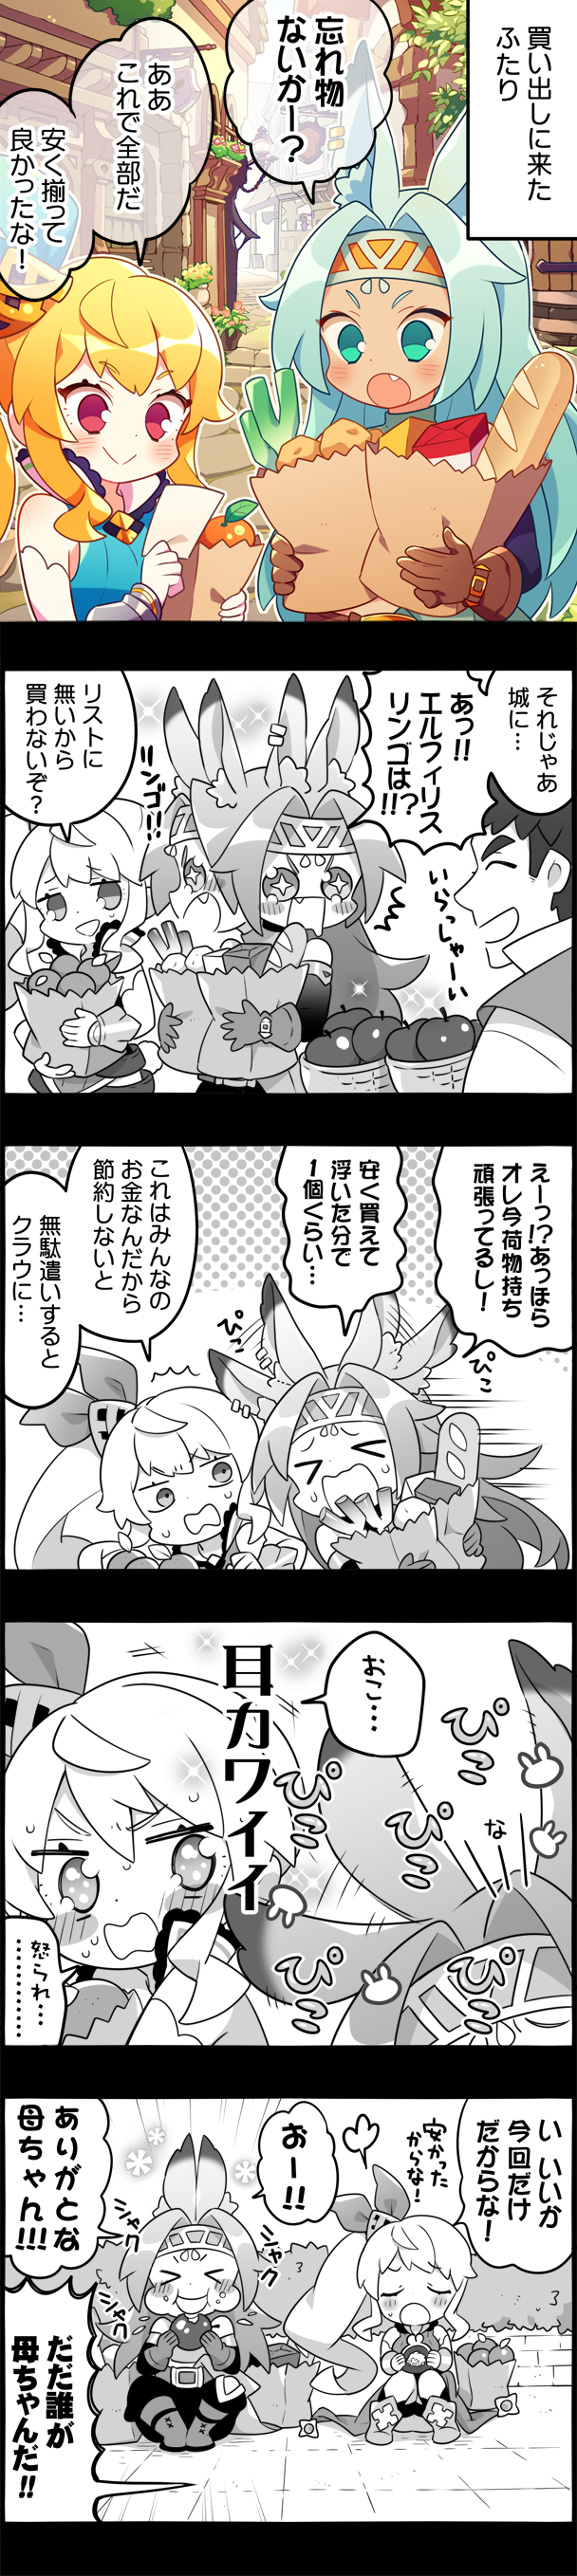 買い出しに来た
ふたり
忘れ物
ないかー？
ああ
これで全部だ
安く揃って
良かったな！
それじゃあ
城に…
あっ!!
エルフィリス
リンゴは!?
!!
いらっしゃーい
リンゴ!!
リストに
無いから
買わないぞ？
えーっ!?あっほら
オレ今荷物持ち
頑張ってるし！
ぴこ
安く買えて
浮いた分で
1個くらい…
ぴこ
これはみんなの
お金なんだから
節約しないと
無駄遣いすると
クラウに…
おこ…
な
ぴこ
ぴこ
ぴこ
ぴこ
耳カワイイ
怒られ…
…………
い いいか
今回だけ
だからな！
安かった
からな！
おー!!
シャク
シャク
シャク
ありがとな
母ちゃん!!!
だだ誰が
母ちゃんだ!!